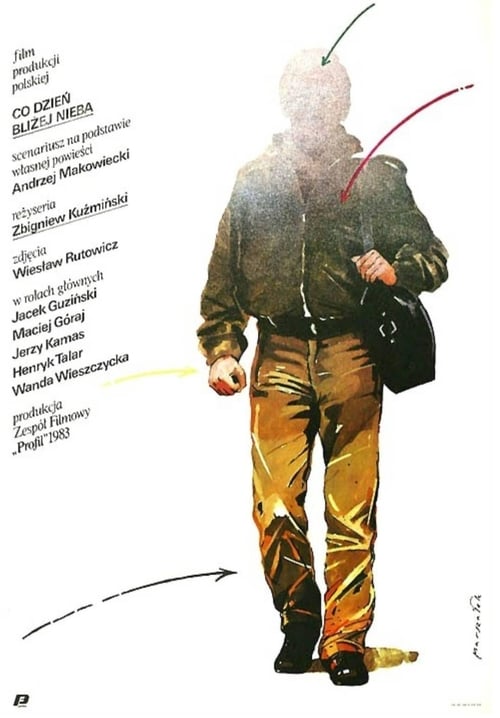 film
produkcji
polskiej
CO DZIEŃ
BLIŻEJ NIEBA
scenariusz na podstawie
własnej powieści
Andrzej Makowiecki
reżyseria
Zbigniew Kuźmiński
zdjęcia
Wiesław Rutowicz
w rolach głównych
Jacek Guziński
Maciej Góraj
Jerzy Kamas
Henryk Talar
Wanda Wieszczycka
produkcja
Zespół Filmowy
„Profil” 1983